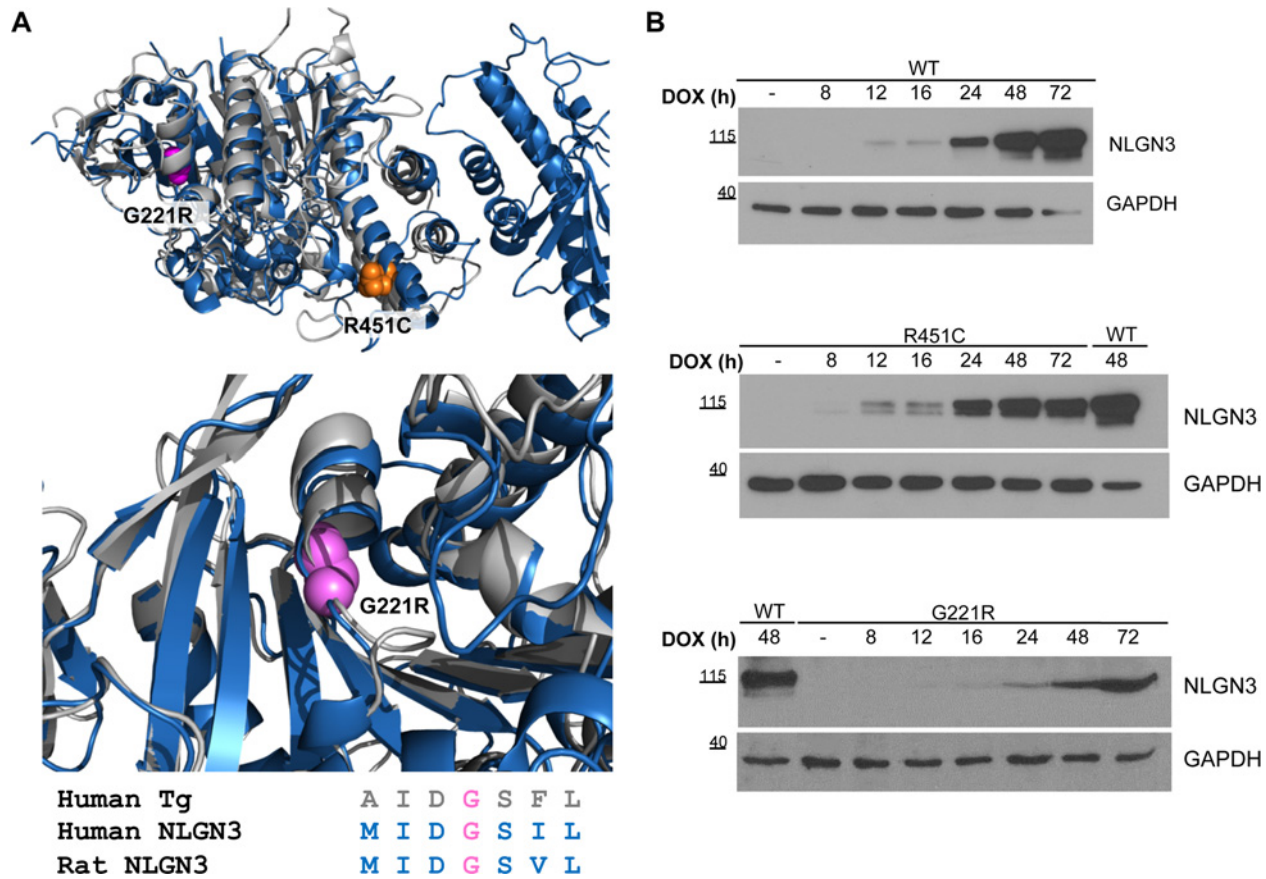 A
G221R
R451C
G221R
Human Tg A I D G S F L
Human NLGN3 M I D G S I L
Rat NLGN3 M I D G S V L
B
WT
DOX (h) - 8 12 16 24 48 72
115
NLGN3
40
GAPDH
R451C WT
DOX (h) - 8 12 16 24 48 72 48
115
NLGN3
40
GAPDH
WT G221R
DOX (h) 48 - 8 12 16 24 48 72
115
NLGN3
40
GAPDH